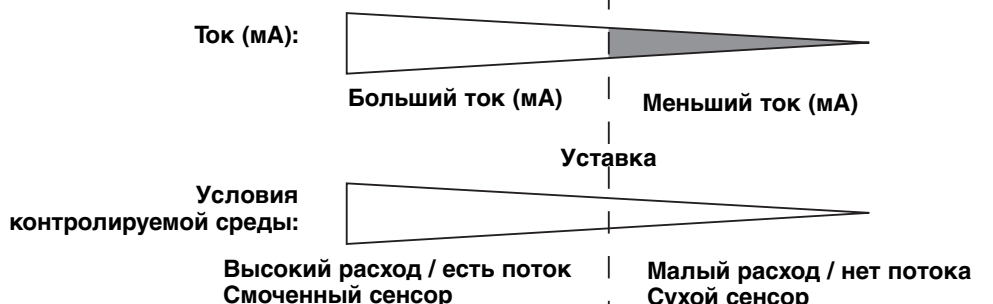 Ток (мА):
Больший ток (мА)
Меньший ток (мА)
Уставка
Условия
контролируемой среды:
Высокий расход / есть поток
Смоченный сенсор
Малый расход / нет потока
Сухой сенсор